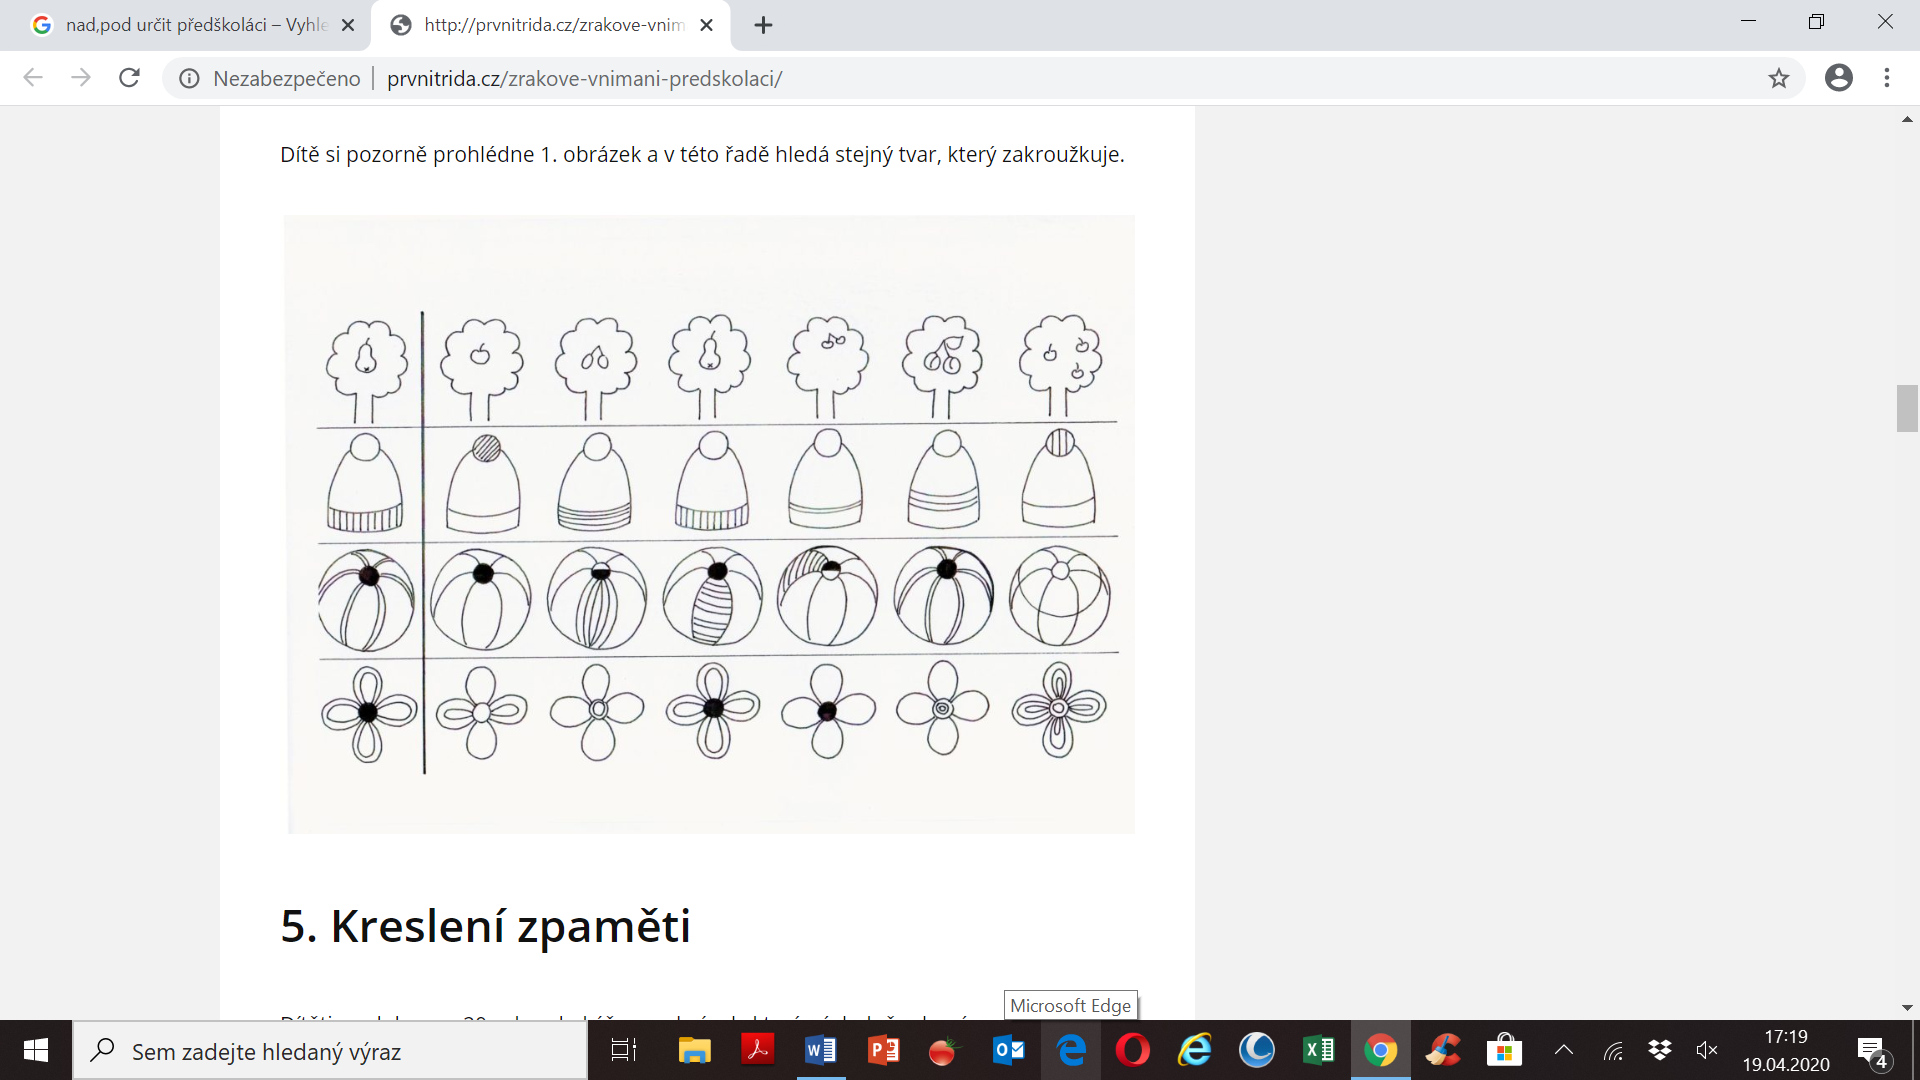 nad,pod určit předškoláci – Vyhle
http://prvnitrida.cz/zrakove-vnim
Nezabezpečeno
prvnitrida.cz/zrakove-vnimani-predskolaci/
Dítě si pozorně prohlédne 1. obrázek a v této řadě hledá stejný tvar, který zakroužkuje.
5. Kreslení zpaměti
Microsoft Edge
Sem zadejte hledaný výraz
17:19
19.04.2020
4